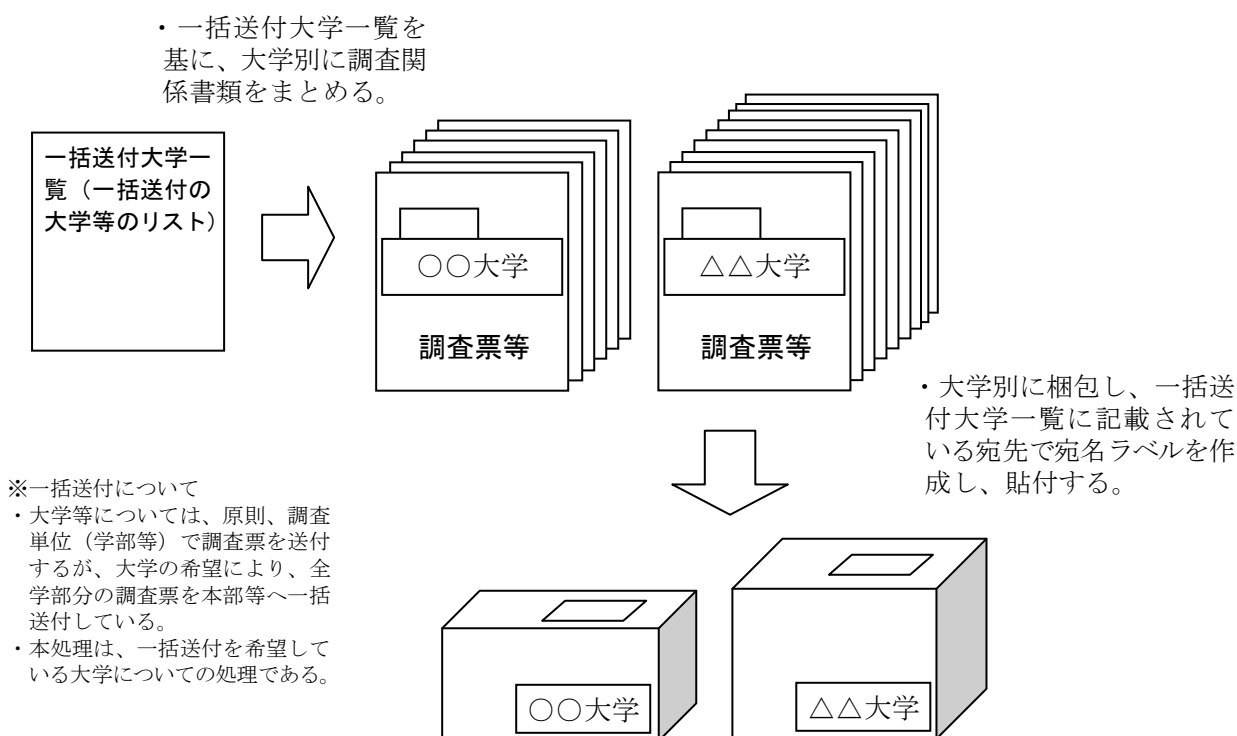 ・一括送付大学一覧を
基に、大学別に調査関
係書類をまとめる。
一括送付大学一
覧（一括送付の
大学等のリスト）
〇〇大学
調査票等
△△大学
調査票等
・大学別に梱包し、一括送
付大学一覧に記載されて
いる宛先で宛名ラベルを作
成し、貼付する。
※一括送付について
・大学等については、原則、調査
単位（学部等）で調査票を送付
するが、大学の希望により、全
学部分の調査票を本部等へ一括
送付している。
・本処理は、一括送付を希望して
いる大学についての処理である。
〇〇大学
△△大学